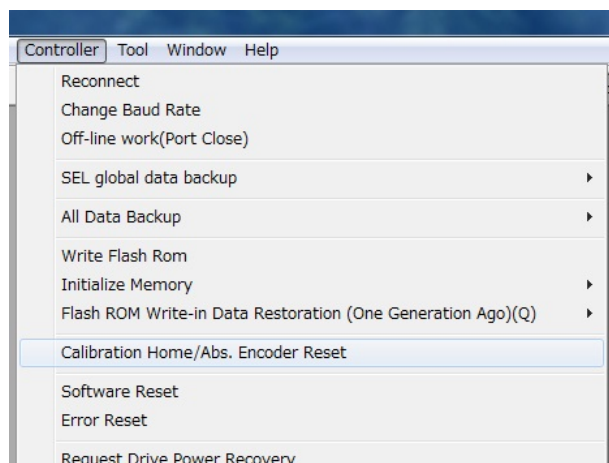 Controller Tool Window Help
Reconnect
Change Baud Rate
Off-line work(Port Close)
SEL global data backup
All Data Backup
Write Flash Rom
Initialize Memory
Flash ROM Write-in Data Restoration (One Generation Ago)(Q)
Calibration Home/Abs. Encoder Reset
Software Reset
Error Reset
Request Drive Power Recovery